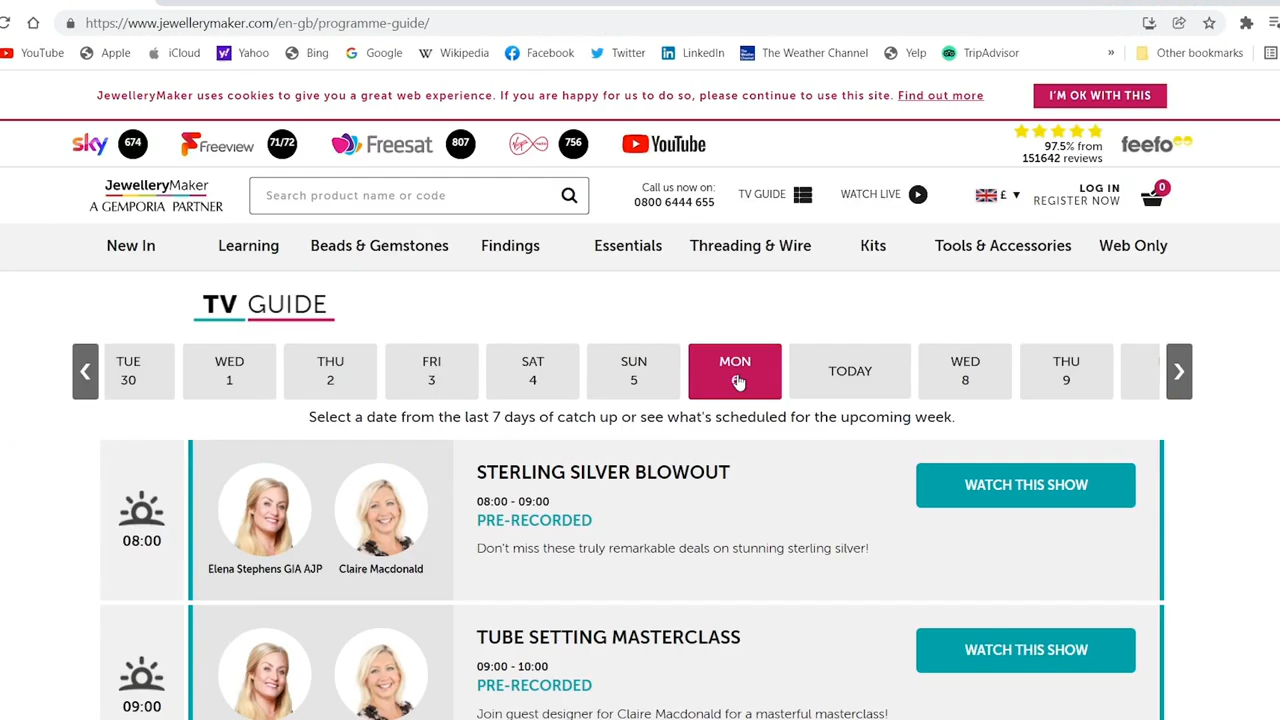 https://www.jewellerymaker.com/en-gb/programme-guide/
YouTube Apple iCloud Yahoo Bing Google Wikipedia Facebook Twitter LinkedIn The Weather Channel Yelp TripAdvisor » Other bookmarks
JewelleryMaker uses cookies to give you a great web experience. If you are happy for us to do so, please continue to use this site. Find out more
I'M OK WITH THIS
sky 674 Freeview 71/72 Freesat 807 756 YouTube
97.5% from
151642 reviews
feefo
JewelleryMaker
A GEMPORIA PARTNER
Search product name or code
Call us now on:
0800 6444 655
TV GUIDE
WATCH LIVE
£
LOG IN
REGISTER NOW
0
New In Learning Beads & Gemstones Findings Essentials Threading & Wire Kits Tools & Accessories Web Only
TV GUIDE
TUE
30
WED
1
THU
2
FRI
3
SAT
4
SUN
5
MON
TODAY
WED
8
THU
9
Select a date from the last 7 days of catch up or see what's scheduled for the upcoming week.
08:00
Elena Stephens GIA AJP
Claire Macdonald
STERLING SILVER BLOWOUT
08:00 - 09:00
PRE-RECORDED
Don't miss these truly remarkable deals on stunning sterling silver!
WATCH THIS SHOW
09:00
TUBE SETTING MASTERCLASS
09:00 - 10:00
PRE-RECORDED
Join guest designer for Claire Macdonald for a masterful masterclass!
WATCH THIS SHOW